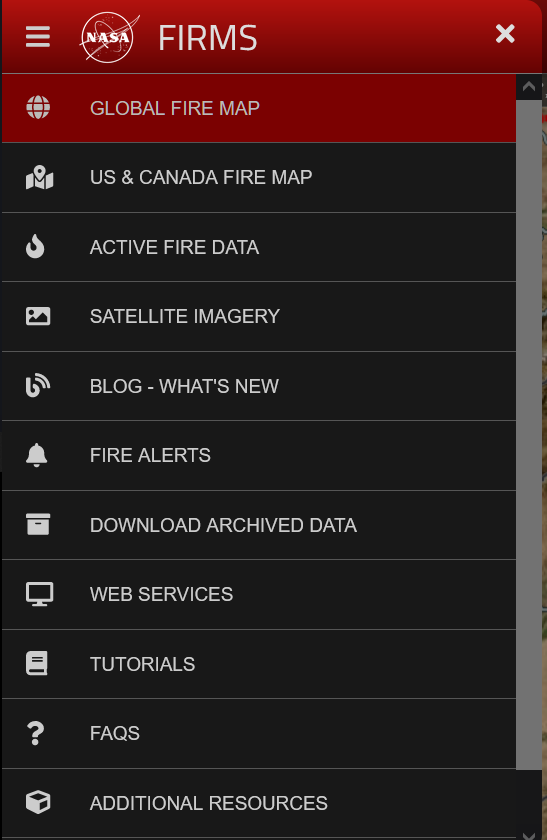 NASA FIRMS
GLOBAL FIRE MAP
US & CANADA FIRE MAP
ACTIVE FIRE DATA
SATELLITE IMAGERY
BLOG - WHAT'S NEW
FIRE ALERTS
DOWNLOAD ARCHIVED DATA
WEB SERVICES
TUTORIALS
FAQS
ADDITIONAL RESOURCES